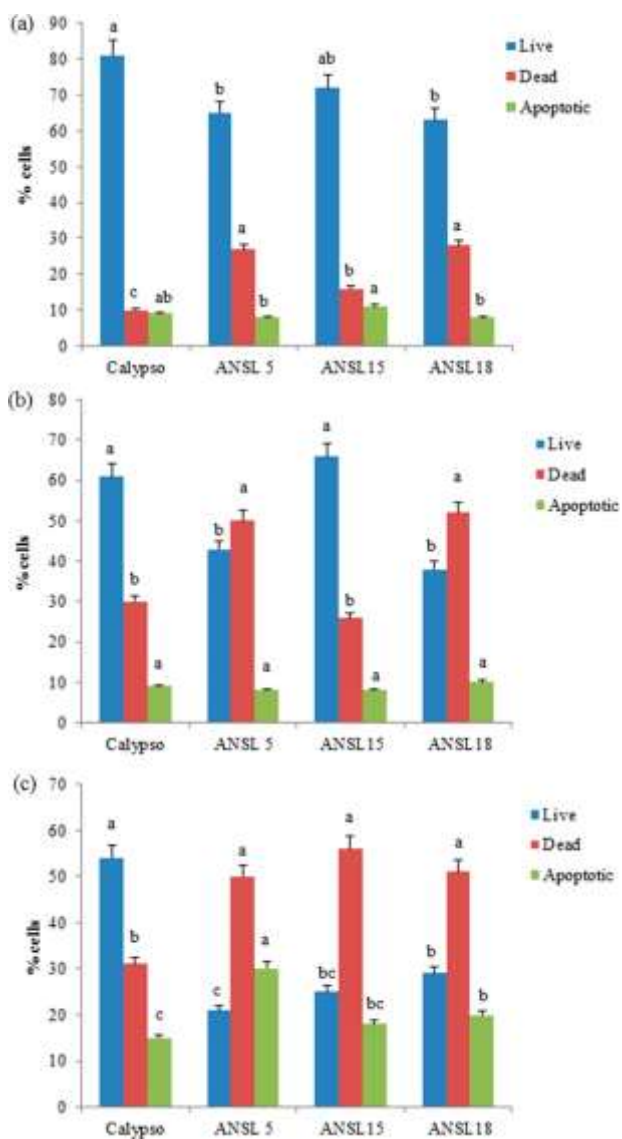 (a)
90
80
70
60
50
40
30
20
10
0
% cells
a
c
ab
b
a
b
ab
b
a
b
a
b
Calypso
ANSL 5
ANSL15
ANSL18
Live
Dead
Apoptotic
(b)
80
70
60
50
40
30
20
10
0
% cells
a
b
a
b
a
a
a
b
a
b
a
a
Calypso
ANSL 5
ANSL15
ANSL18
Live
Dead
Apoptotic
(c)
70
60
50
40
30
20
10
0
% cells
a
b
c
c
a
a
bc
a
bc
b
a
b
Calypso
ANSL 5
ANSL15
ANSL18
Live
Dead
Apoptotic